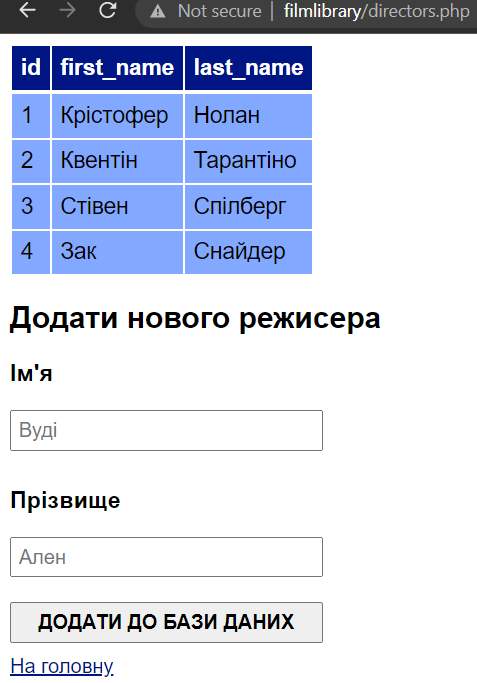 Not secure | filmlibrary/directors.php
id first_name last_name
1 Крістофер Нолан
2 Квентін Тарантіно
3 Стівен Спілберг
4 Зак Снайдер
Додати нового режисера
Ім'я
Вуді
Прізвище
Ален
ДОДАТИ ДО БАЗИ ДАНИХ
На головну